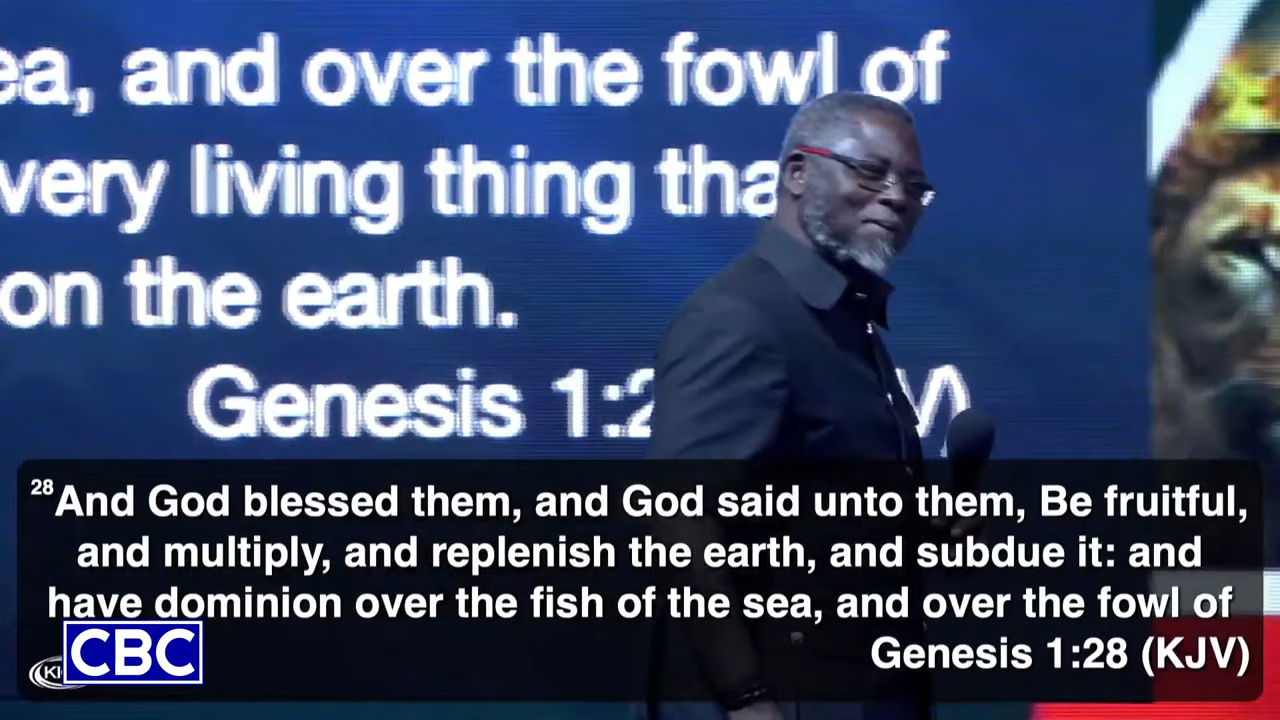 ea, and over the fowl of
very living thing tha
on the earth.
Genesis 1:2 V)
28And God blessed them, and God said unto them, Be fruitful,
and multiply, and replenish the earth, and subdue it: and
have dominion over the fish of the sea, and over the fowl of
Genesis 1:28 (KJV)
CBC